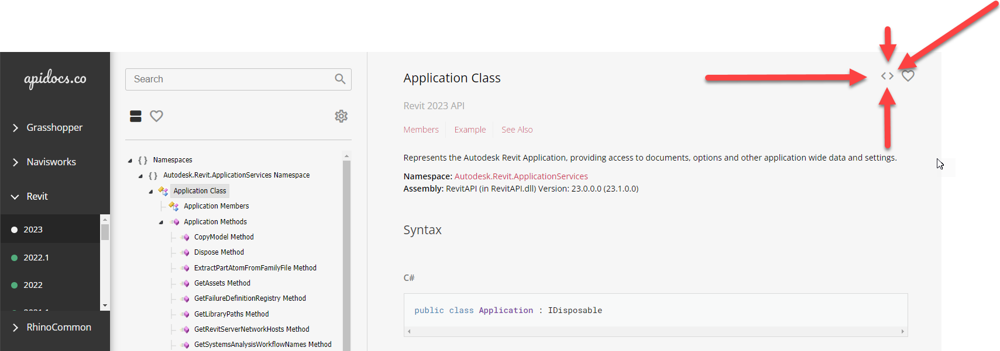 apidocs.co
Grasshopper
Navisworks
Revit
2023
2022.1
2022
RhinoCommon
Search
{ } Namespaces
{ } Autodesk.Revit.ApplicationServices Namespace
Application Class
Application Members
Application Methods
CopyModel Method
Dispose Method
ExtractPartAtomFromFamilyFile Method
GetAssets Method
GetFailureDefinitionRegistry Method
GetLibraryPaths Method
GetRevitServerNetworkHosts Method
GetSystemsAnalysisWorkflowNames Method
Application Class
Revit 2023 API
Members Example See Also
Represents the Autodesk Revit Application, providing access to documents, options and other application wide data and settings.
Namespace: Autodesk.Revit.ApplicationServices
Assembly: RevitAPI (in RevitAPI.dll) Version: 23.0.0.0 (23.1.0.0)
Syntax
C#
public class Application : IDisposable